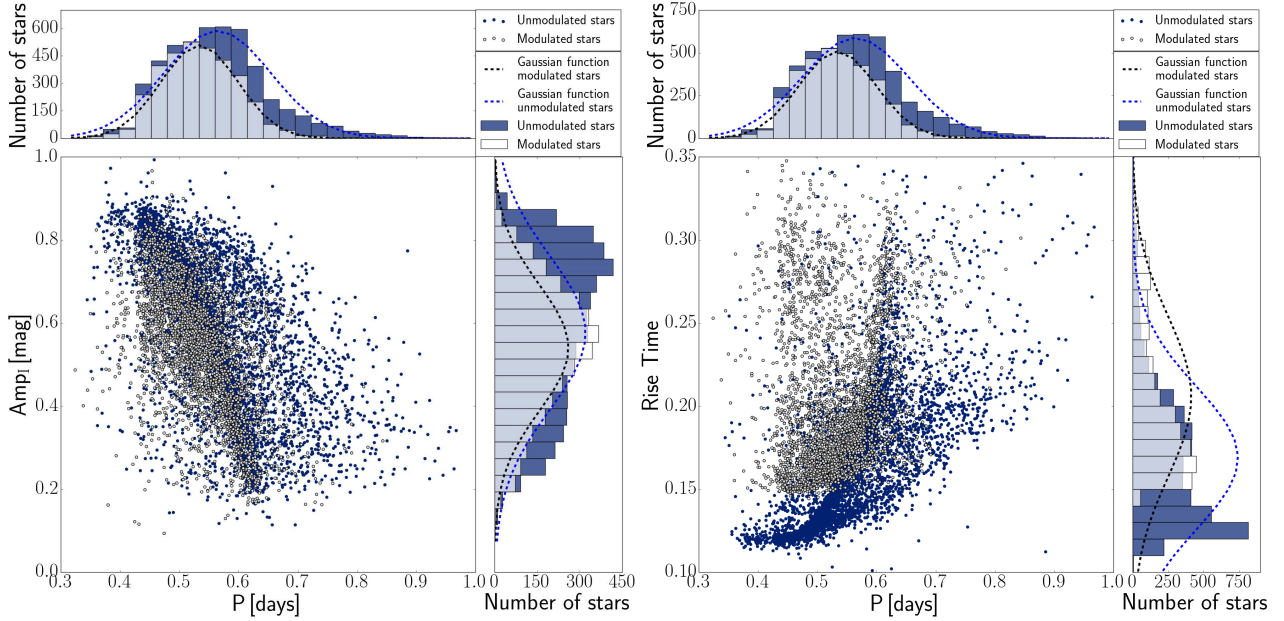 600
450
300
150
0
Number of stars
Unmodulated stars
Modulated stars
Gaussian function
modulated stars
Gaussian function
unmodulated stars
Unmodulated stars
Modulated stars
1.0
0.8
0.6
0.4
0.2
0.0
Amp_I [mag]
0.3 0.4 0.5 0.6 0.7 0.8 0.9 1.0
P [days]
0 150 300 450
Number of stars
750
500
250
0
Number of stars
Unmodulated stars
Modulated stars
Gaussian function
modulated stars
Gaussian function
unmodulated stars
Unmodulated stars
Modulated stars
0.35
0.30
0.25
0.20
0.15
0.10
Rise Time
0.3 0.4 0.5 0.6 0.7 0.8 0.9 1.0
P [days]
0 250 500 750
Number of stars